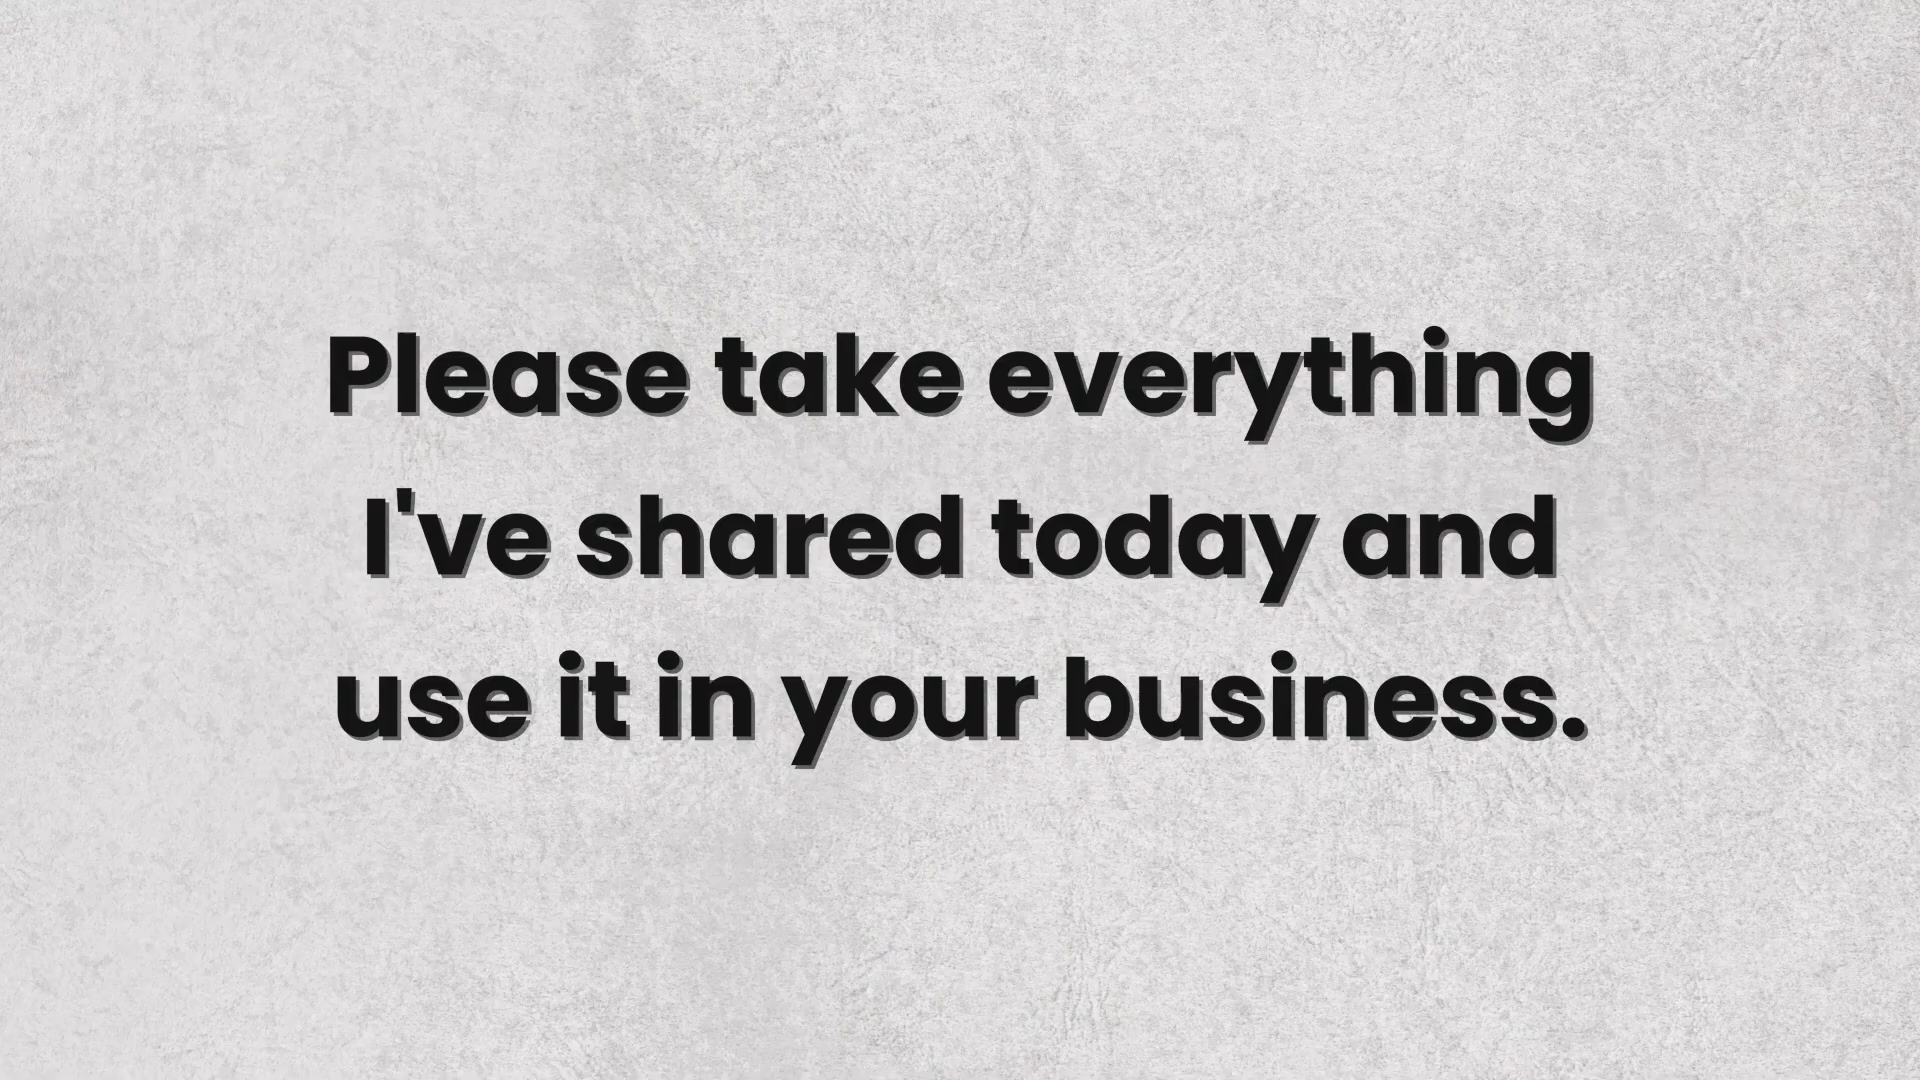 Please take everything
I've shared today and
use it in your business.